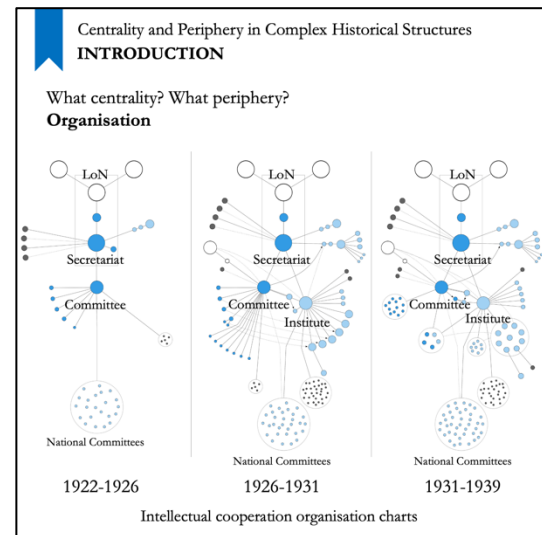 Centrality and Periphery in Complex Historical Structures
INTRODUCTION
What centrality? What periphery?
Organisation
LoN
Secretariat
Committee
National Committees
1922-1926
LoN
Secretariat
Committee
Institute
National Committees
1926-1931
LoN
Secretariat
Committee
Institute
National Committees
1931-1939
Intellectual cooperation organisation charts